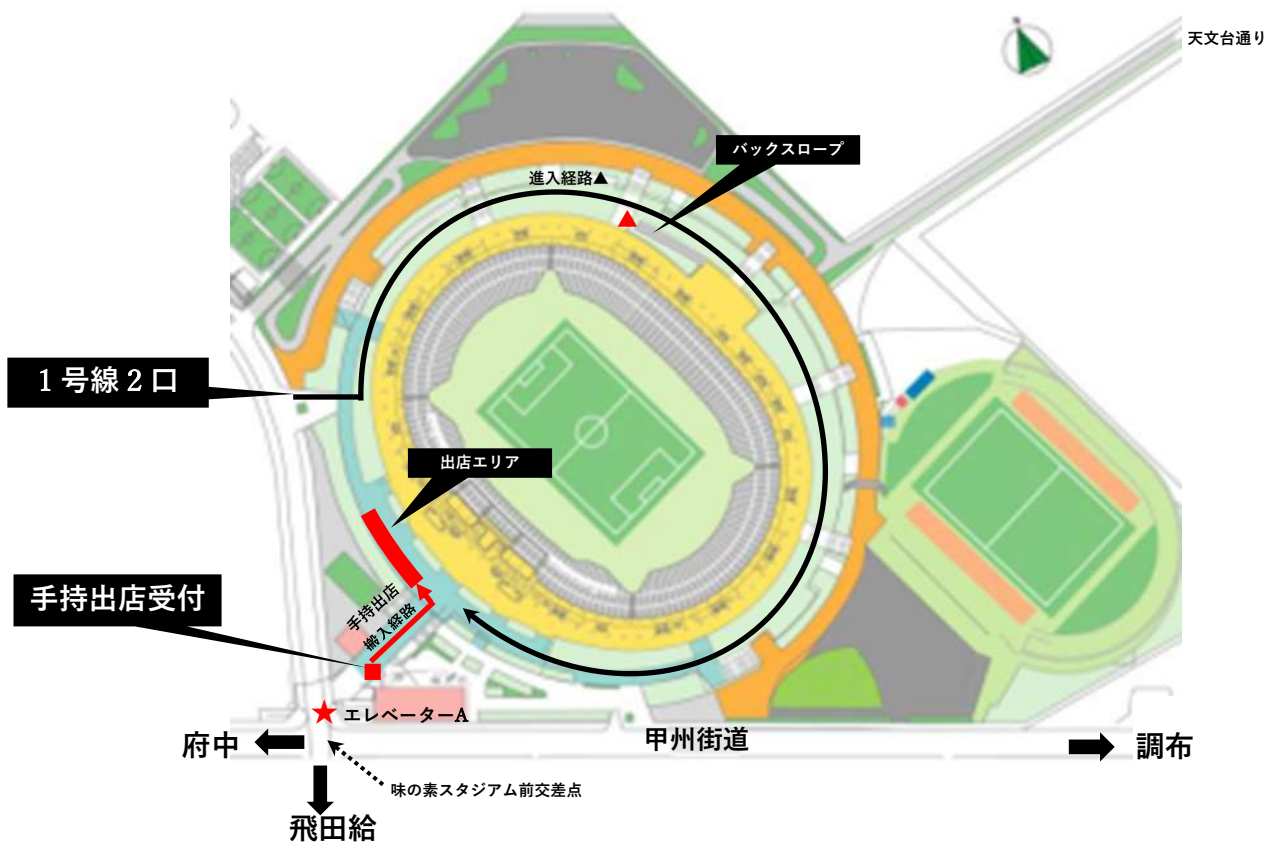 天文台通り
バックスロープ
進入経路▲
1号線2口
出店エリア
手持出店
搬入経路
手持出店受付
エレベーターA
府中
甲州街道
調布
味の素スタジアム前交差点
飛田給